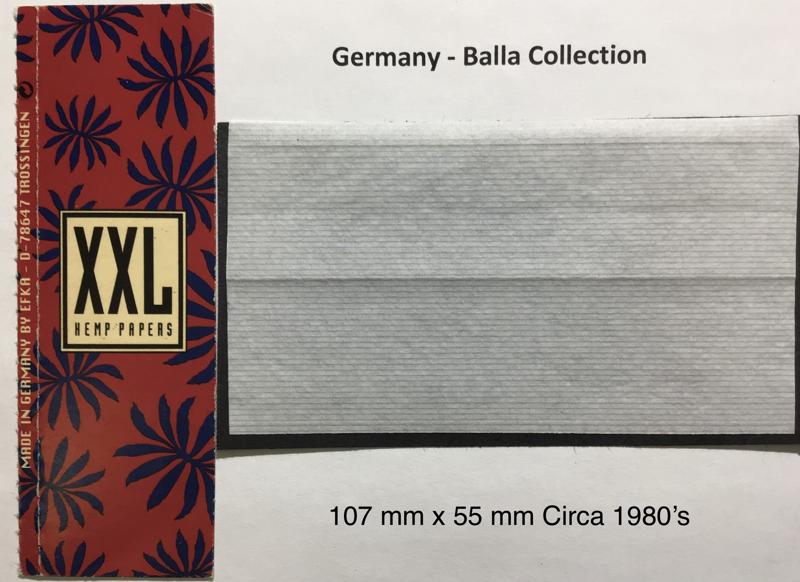 Germany - Balla Collection
MADE IN GERMANY BY EFKA - D-78647 TROSSINGEN
XXL
HEMP PAPERS
107 mm x 55 mm Circa 1980's